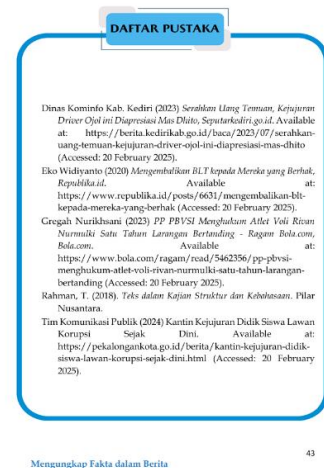 DAFTAR PUSTAKA
Dinas Kominfo Kab. Kediri (2023) Serahkan Uang Temuan, Kejujuran
Driver Ojol ini Diapresiasi Mas Dhito, Seputarkediri.go.id. Available
at: https://berita.kedirikab.go.id/baca/2023/07/serahkan-
uang-temuan-kejujuran-driver-ojol-ini-diapresiasi-mas-dhito
(Accessed: 20 February 2025).
Eko Widiyanto (2020) Mengembalikan BLT kepada Mereka yang Berhak,
Republika.id. Available at:
https://www.republika.id/posts/6631/mengembalikan-blt-
kepada-mereka-yang-berhak (Accessed: 20 February 2025).
Gregah Nurikhsani (2023) PP PBVSI Menghukum Atlet Voli Rivan
Nurmulki Satu Tahun Larangan Bertanding - Ragam Bola.com,
Bola.com. Available at:
https://www.bola.com/ragam/read/5462356/pp-pbvsi-
menghukum-atlet-voli-rivan-nurmulki-satu-tahun-larangan-
bertanding (Accessed: 20 February 2025).
Rahman, T. (2018). Teks dalam Kajian Struktur dan Kebahasaan. Pilar
Nusantara.
Tim Komunikasi Publik (2024) Kantin Kejujuran Didik Siswa Lawan
Korupsi Sejak Dini. Available at:
https://pekalongankota.go.id/berita/kantin-kejujuran-didik-
siswa-lawan-korupsi-sejak-dini.html (Accessed: 20 February
2025).
43
Mengungkap Fakta dalam Berita